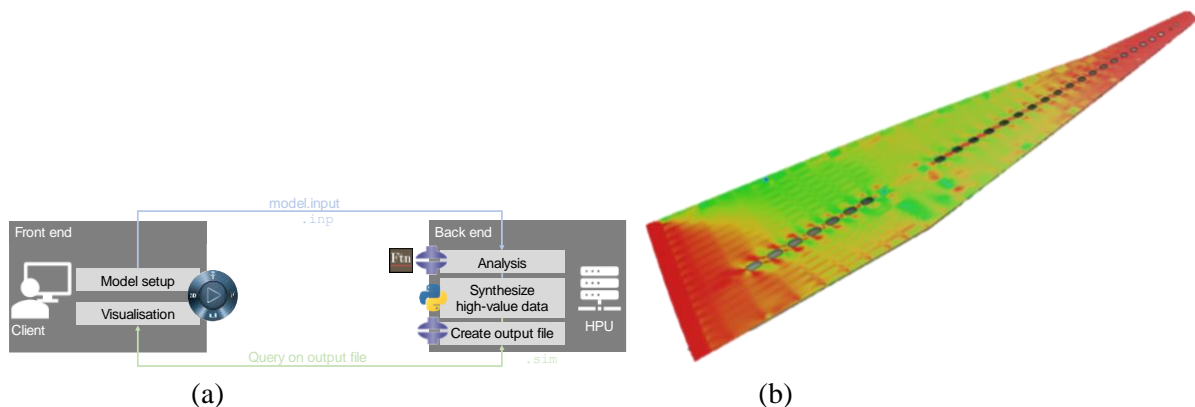 model.input
.inp
Front end
Back end
Ftn
Analysis
Model setup
Synthesize
high-value data
Visualisation
Client
HPU
Create output file
Query on output file
.sim
(a)
(b)